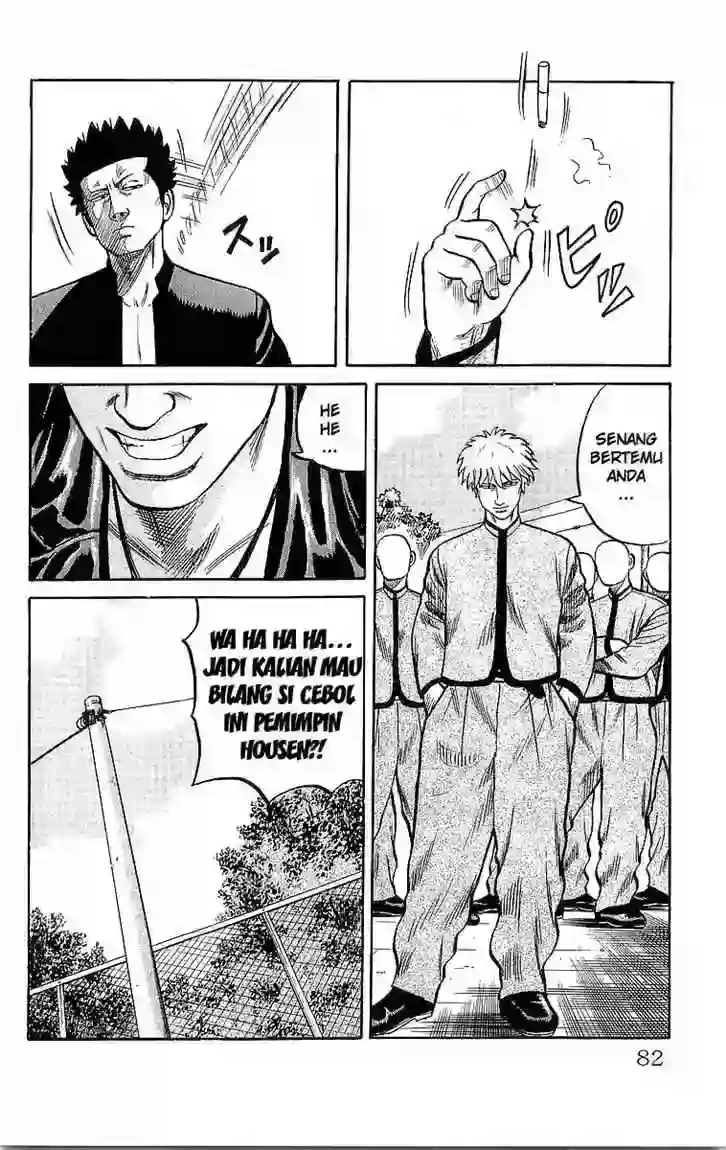 ピッ
スッ
SENANG
BERTEMU
ANDA
...
HE
HE
...
WA HA HA HA...
JADI KALIAN MAU
BILANG SI CEBOL
INI PEMIMPIN
HOUSEN?!
82